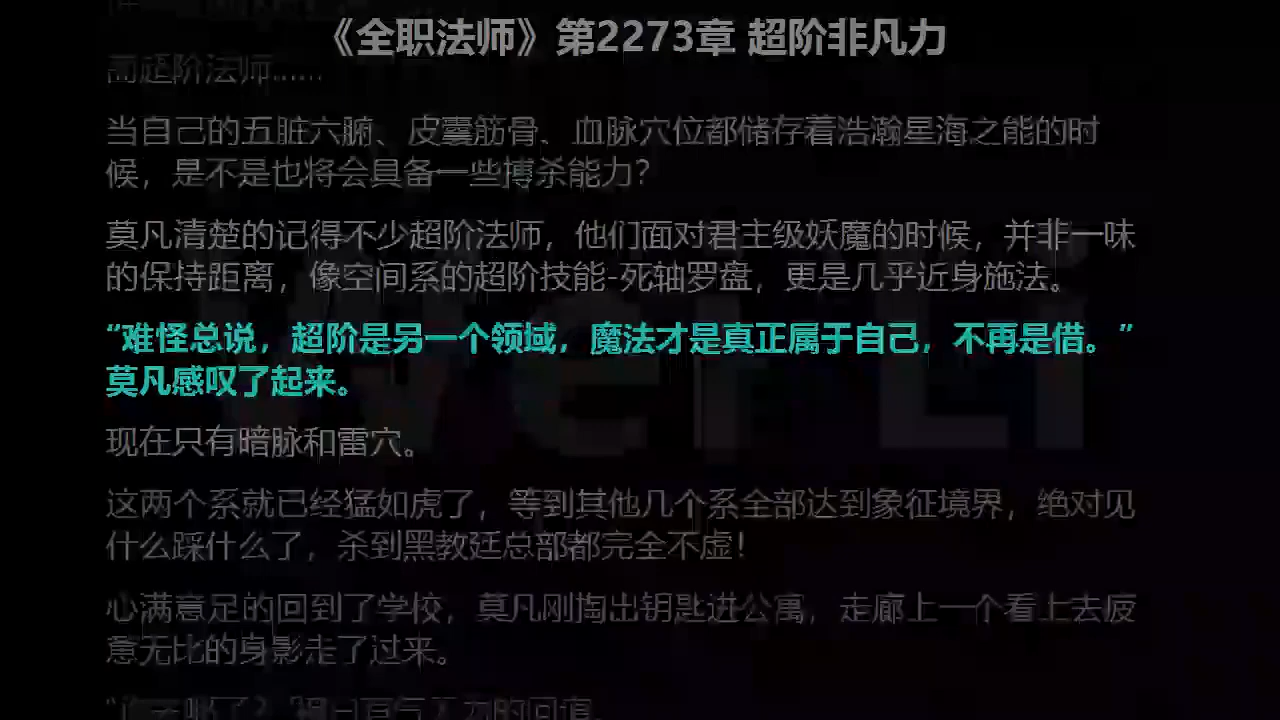 《全职法师》第2273章 超阶非凡力
而超阶法师……
当自己的五脏六腑、皮囊筋骨、血脉穴位都储存着浩瀚星海之能的时
候，是不是也将会具备一些搏杀能力？
莫凡清楚的记得不少超阶法师，他们面对君主级妖魔的时候，并非一味
的保持距离，像空间系的超阶技能-死轴罗盘，更是几乎近身施法。
“难怪总说，超阶是另一个领域，魔法才是真正属于自己，不再是借。”
莫凡感叹了起来。
现在只有暗脉和雷穴。
这两个系就已经猛如虎了，等到其他几个系全部达到象征境界，绝对见
什么踩什么了，杀到黑教廷总部都完全不虚！
心满意足的回到了学校，莫凡刚掏出钥匙进公寓，走廊上一个看上去疲
惫无比的身影走了过来。
Wei Li